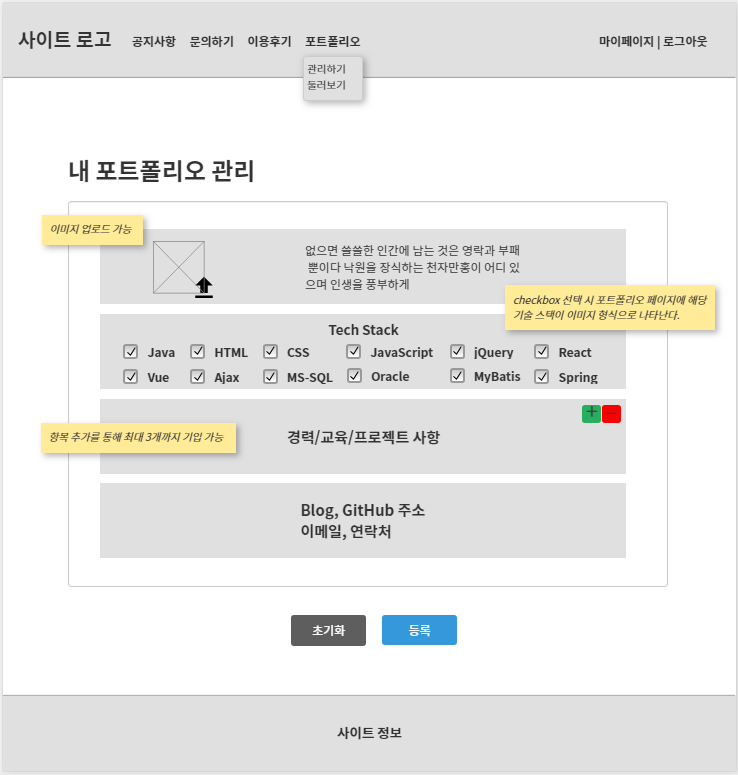 사이트 로고 공지사항 문의하기 이용후기 포트폴리오 마이페이지 | 로그아웃
관리하기
둘러보기
내 포트폴리오 관리
이미지 업로드 가능
없으면 쓸쓸한 인간에 남는 것은 영락과 부패
뿐이다 낙원을 장식하는 천자만홍이 어디 있
으며 인생을 풍부하게
checkbox 선택 시 포트폴리오 페이지에 해당
기술 스택이 이미지 형식으로 나타난다.
Tech Stack
Java HTML CSS JavaScript jQuery React
Vue Ajax MS-SQL Oracle MyBatis Spring
+ -
항목 추가를 통해 최대 3개까지 기입 가능
경력/교육/프로젝트 사항
Blog, GitHub 주소
이메일, 연락처
초기화 등록
사이트 정보